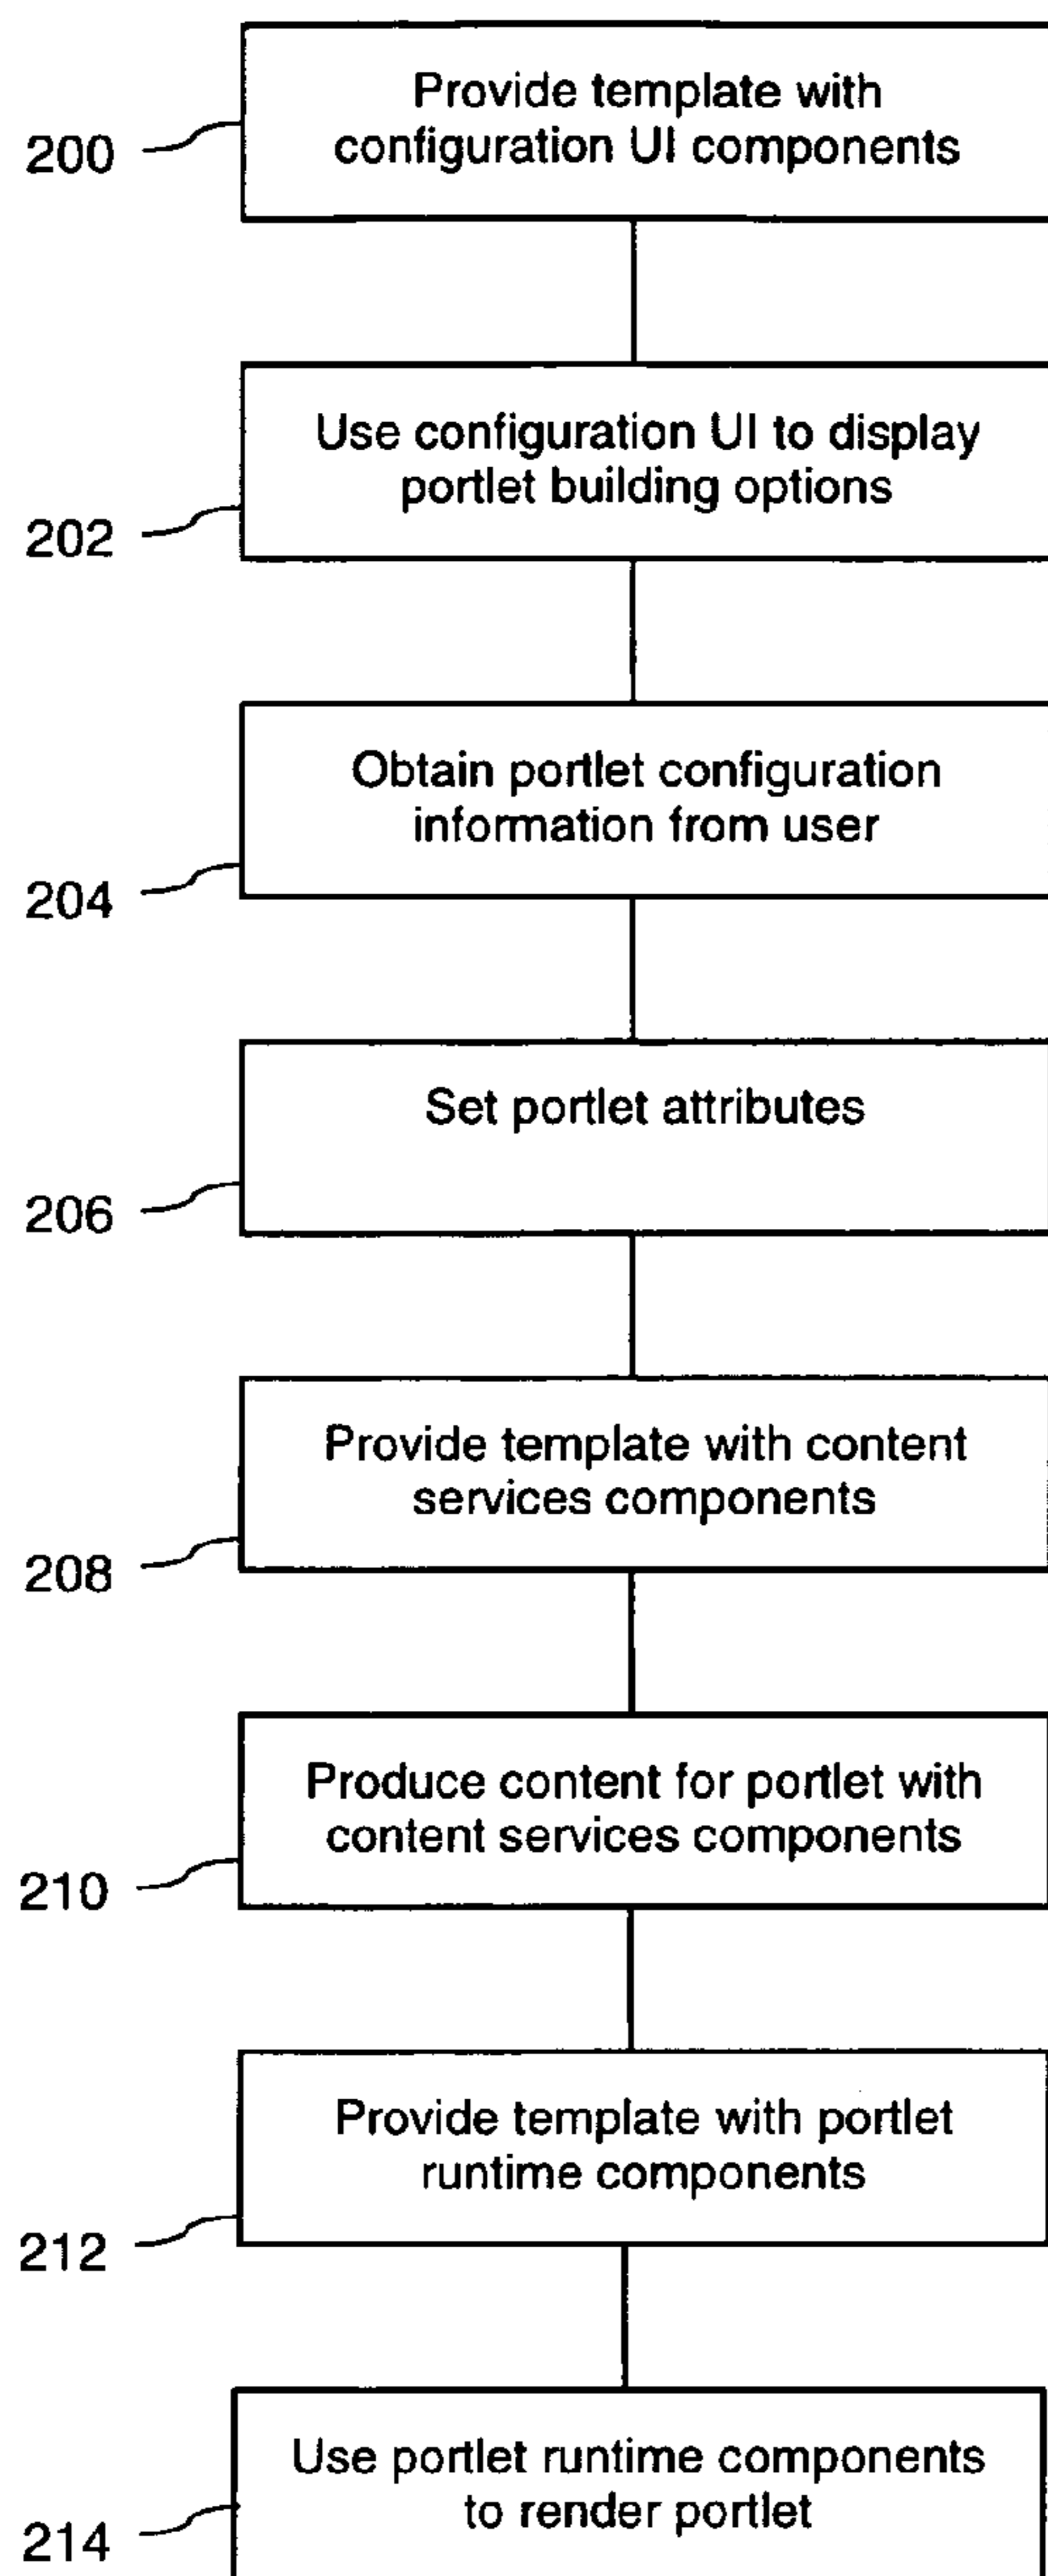 Provide template with
configuration UI components
200
Use configuration UI to display
portlet building options
202
Obtain portlet configuration
information from user
204
Set portlet attributes
206
Provide template with content
services components
208
Produce content for portlet with
content services components
210
Provide template with portlet
runtime components
212
Use portlet runtime components
to render portlet
214